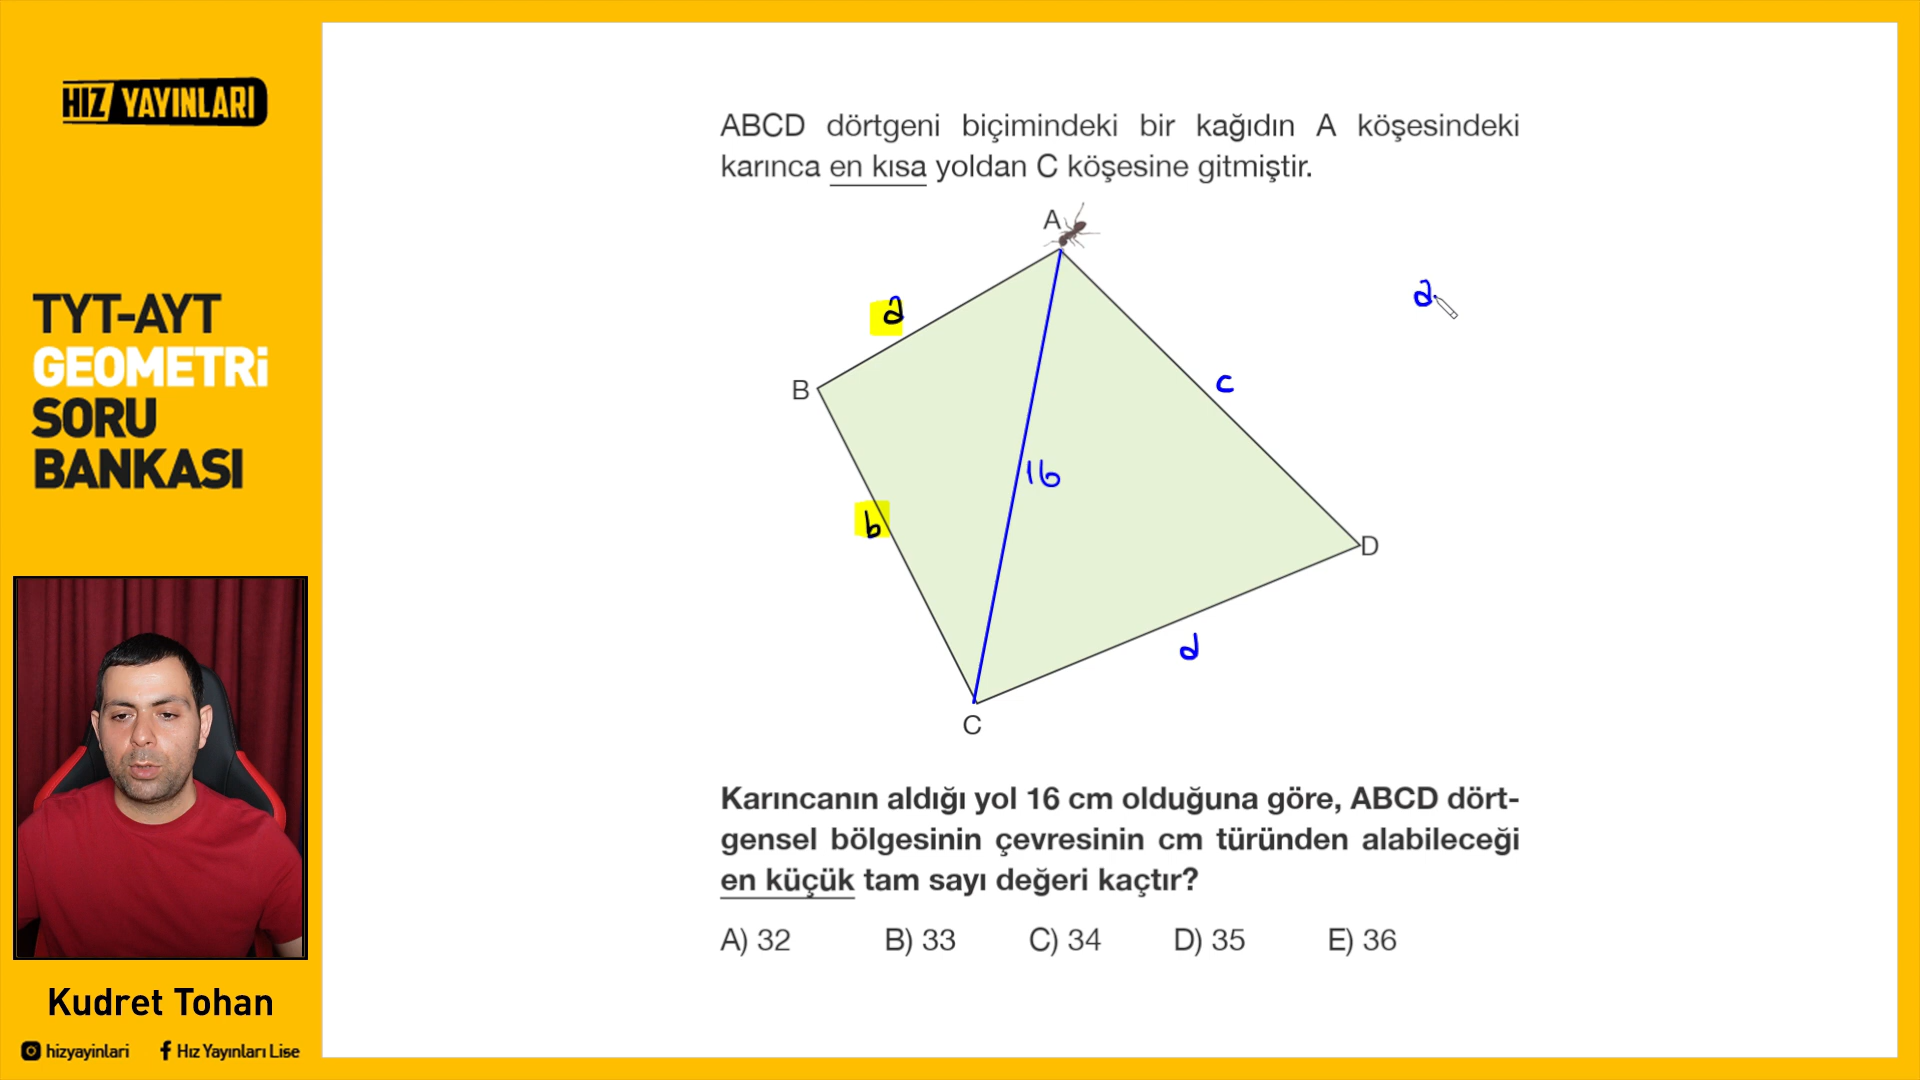 HIZ YAYINLARI
TYT-AYT
GEOMETRİ
SORU
BANKASI
Kudret Tohan
hizyayinlari
Hız Yayınları Lise
ABCD dörtgeni biçimindeki bir kağıdın A köşesindeki
karınca en kısa yoldan C köşesine gitmiştir.
A
a
a
B
c
16
b
D
d
C
Karıncanın aldığı yol 16 cm olduğuna göre, ABCD dört-
gensel bölgesinin çevresinin cm türünden alabileceği
en küçük tam sayı değeri kaçtır?
A) 32 B) 33 C) 34 D) 35 E) 36